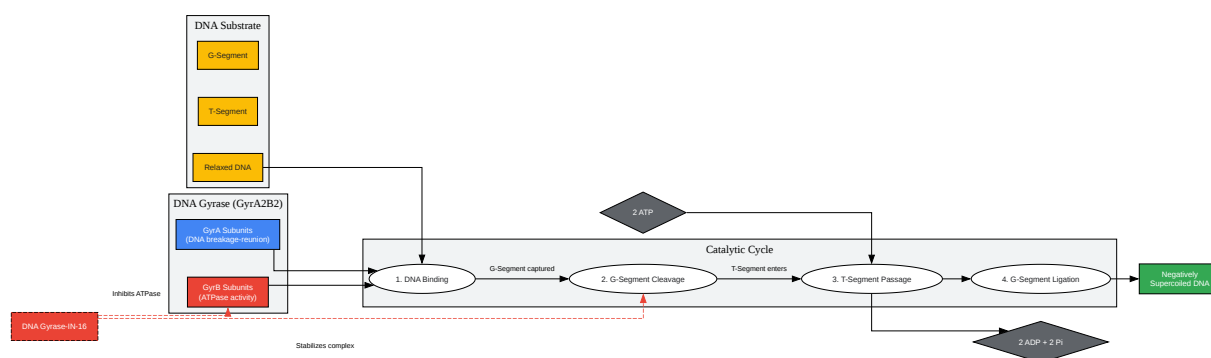 DNA Substrate
G-Segment
T-Segment
Relaxed DNA
DNA Gyrase (GyrA2B2)
GyrA Subunits
(DNA breakage-reunion)
GyrB Subunits
(ATPase activity)
Inhibits ATPase
DNA Gyrase-IN-16
Stabilizes complex
2 ATP
Catalytic Cycle
1. DNA Binding
G-Segment captured
2. G-Segment Cleavage
T-Segment enters
3. T-Segment Passage
4. G-Segment Ligation
Negatively
Supercoiled DNA
2 ADP + 2 Pi